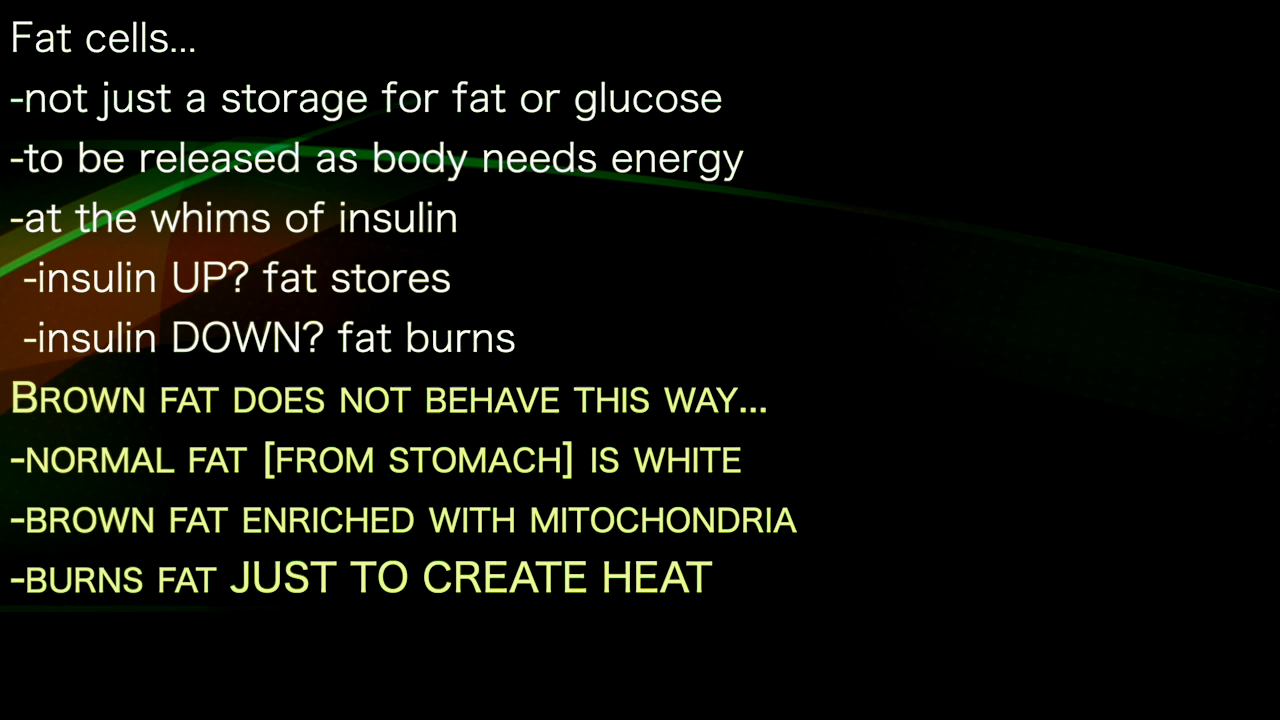 Fat cells...
-not just a storage for fat or glucose
-to be released as body needs energy
-at the whims of insulin
-insulin UP? fat stores
-insulin DOWN? fat burns
BROWN FAT DOES NOT BEHAVE THIS WAY...
-NORMAL FAT [FROM STOMACH] IS WHITE
-BROWN FAT ENRICHED WITH MITOCHONDRIA
-BURNS FAT JUST TO CREATE HEAT